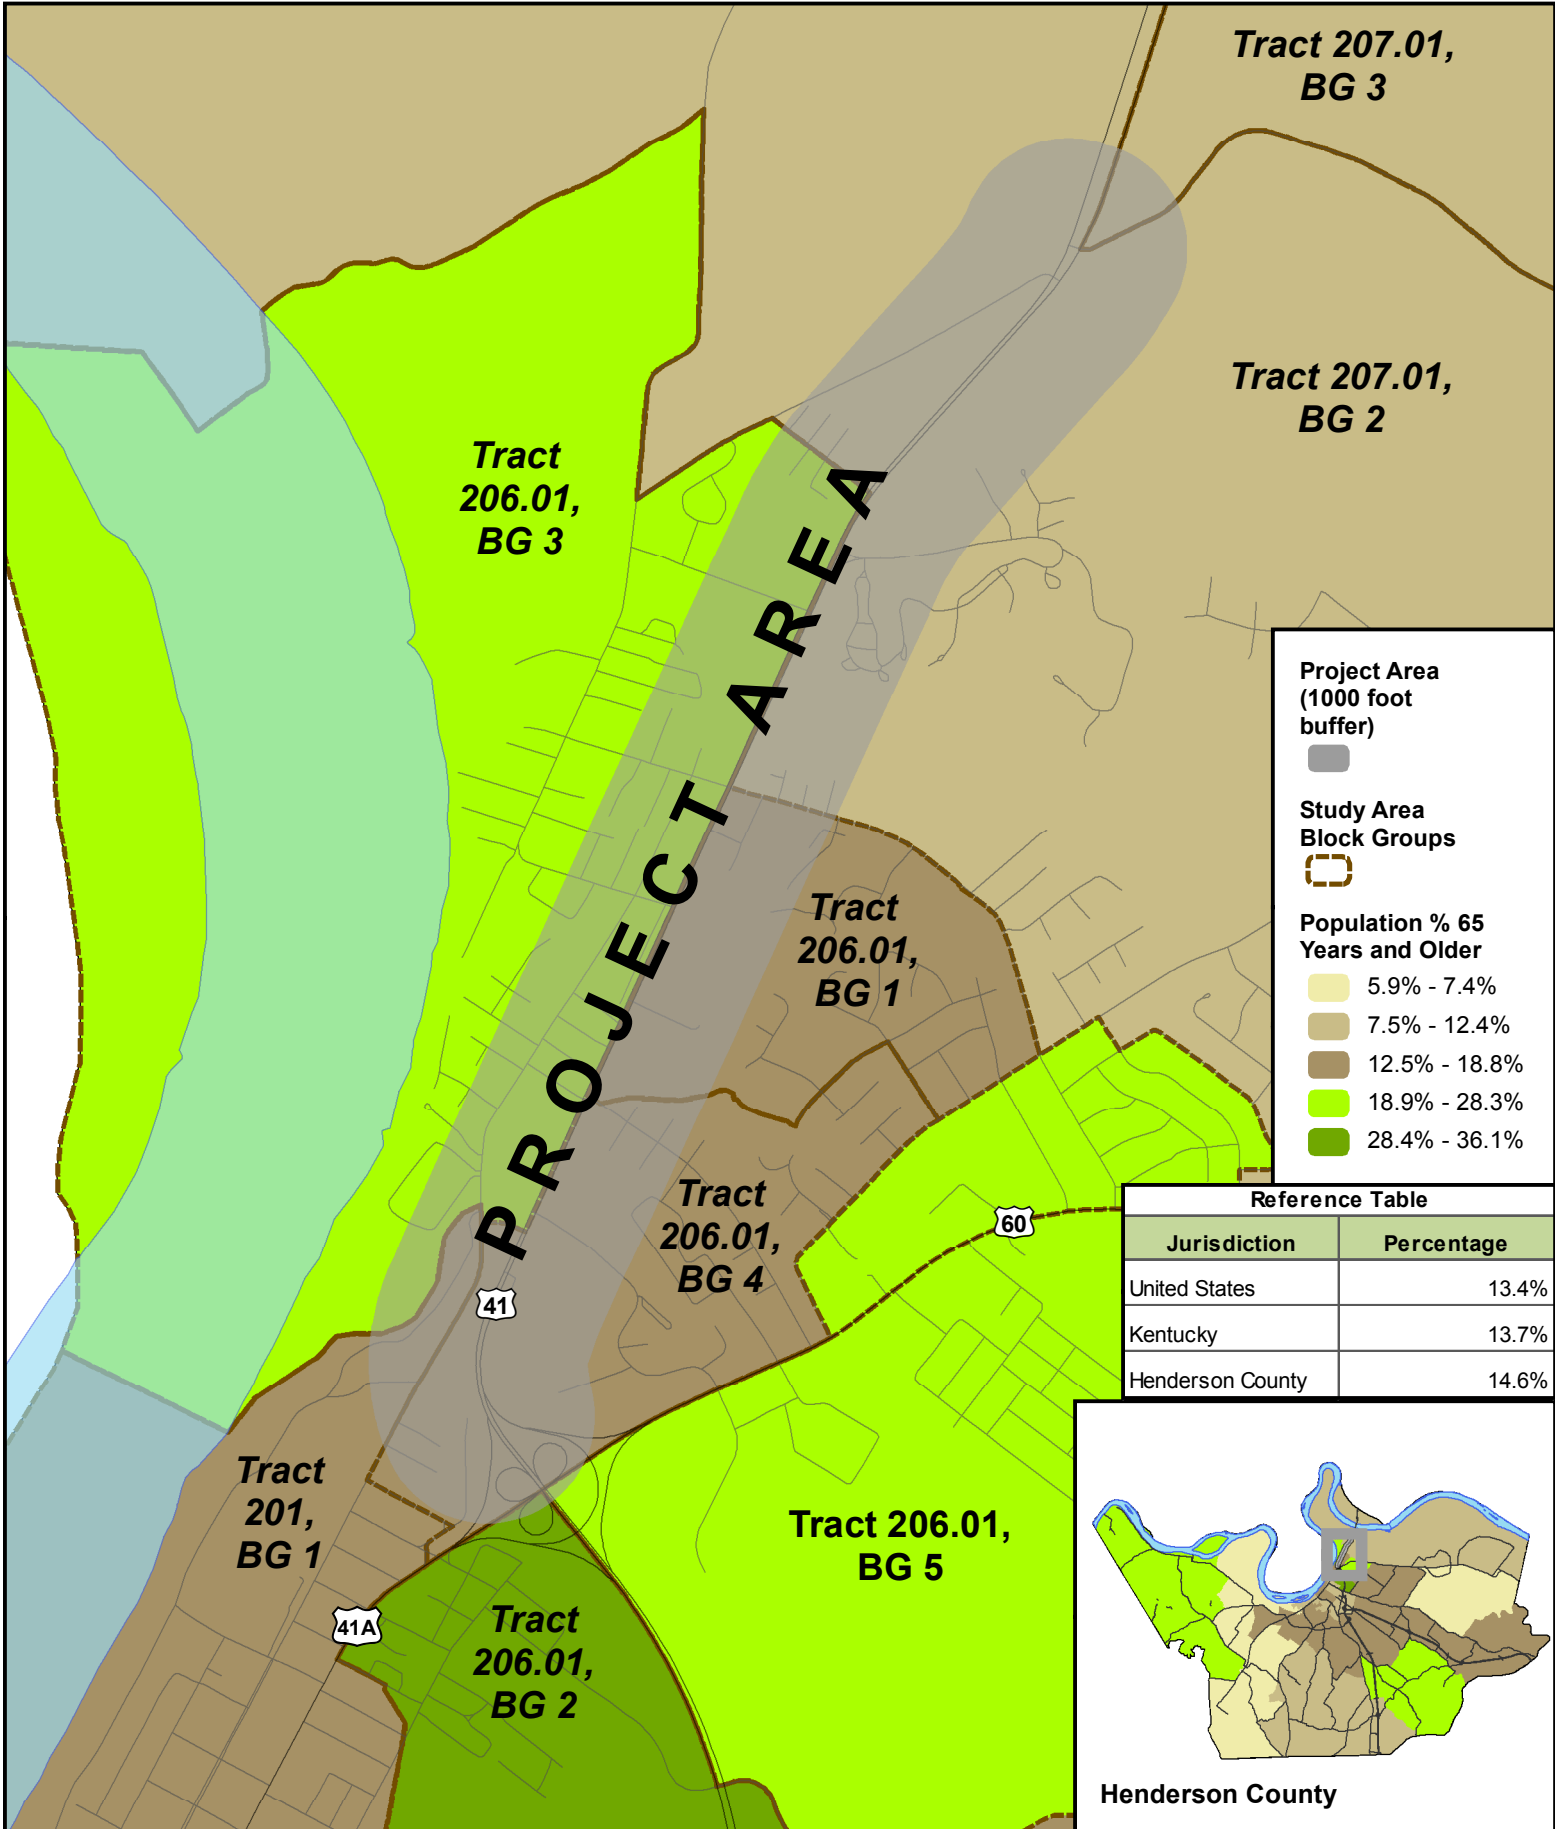 Tract 207.01,
BG 3
Tract 207.01,
BG 2
Tract
206.01,
BG 3
PROJECT AREA
Tract
206.01,
BG 1
Tract
206.01,
BG 4
60
41
Tract
201,
BG 1
Tract 206.01,
BG 5
41A
Tract
206.01,
BG 2
Project Area
(1000 foot
buffer)
Study Area
Block Groups
Population % 65
Years and Older
5.9% - 7.4%
7.5% - 12.4%
12.5% - 18.8%
18.9% - 28.3%
28.4% - 36.1%
Reference Table
Jurisdiction Percentage
United States 13.4%
Kentucky 13.7%
Henderson County 14.6%
Henderson County